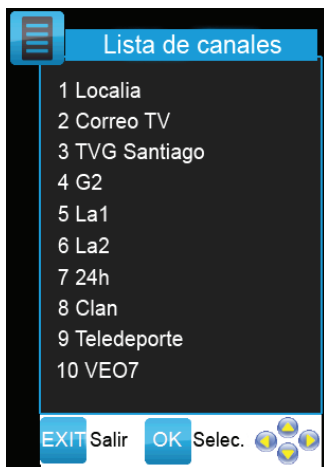 Lista de canales
1 Localia
2 Correo TV
3 TVG Santiago
4 G2
5 La1
6 La2
7 24h
8 Clan
9 Teledeporte
10 VEO7
EXIT Salir OK Selec.